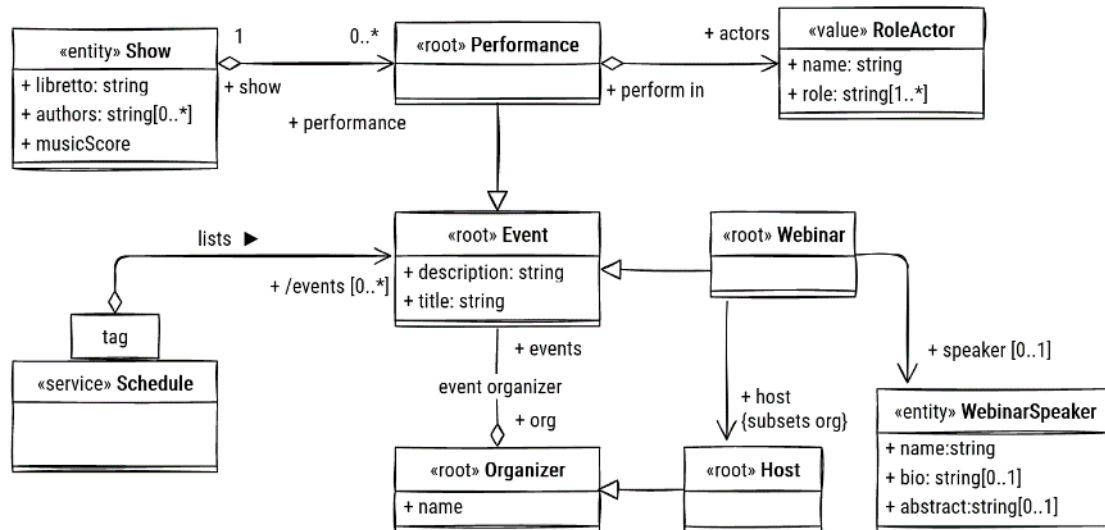 «entity» Show
+ libretto: string
+ authors: string[0..*]
+ musicScore
1
0..*
+ show
+ performance
«root» Performance
+ actors
+ perform in
«value» RoleActor
+ name: string
+ role: string[1..*]
lists ►
+ /events [0..*]
tag
«service» Schedule
«root» Event
+ description: string
+ title: string
«root» Webinar
+ events
event organizer
+ org
+ host
{subsets org}
+ speaker [0..1]
«root» Organizer
+ name
«root» Host
«entity» WebinarSpeaker
+ name:string
+ bio: string[0..1]
+ abstract:string[0..1]